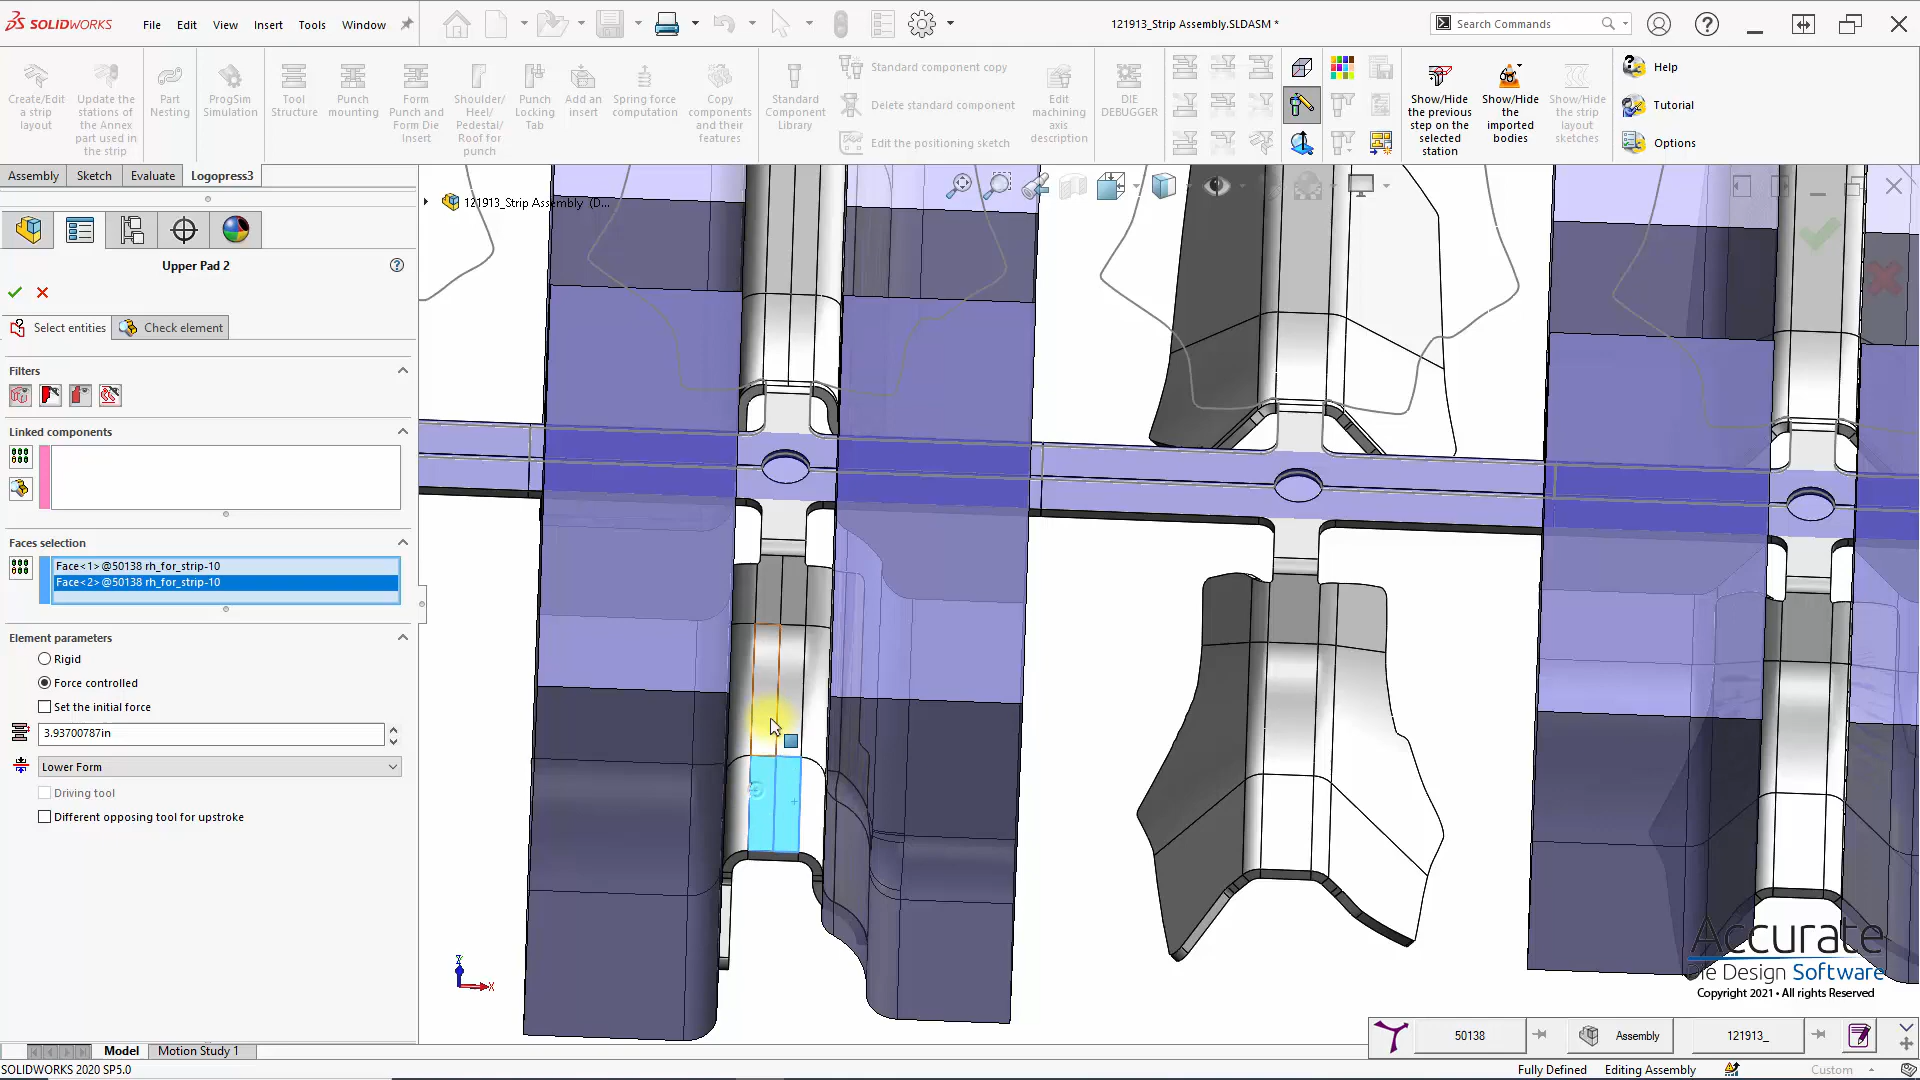 SOLIDWORKS
File Edit View Insert Tools Window
121913_Strip Assembly.SLDASM *
Search Commands
Create/Edit a strip layout
Update the stations of the Annex part used in the strip
Part Nesting
ProgSim Simulation
Tool Structure
Punch mounting
Form Punch and Form Die Insert
Shoulder/ Heel/ Pedestal/ Roof for punch
Punch Locking Tab
Add an insert
Spring force computation
Copy components and their features
Standard Component Library
Standard component copy
Delete standard component
Edit the positioning sketch
Edit machining axis description
DIE DEBUGGER
Show/Hide the previous step on the selected station
Show/Hide the imported bodies
Show/Hide the strip layout sketches
Help
Tutorial
Options
Assembly Sketch Evaluate Logopress3
121913_Strip Assembly (D...
Upper Pad 2
Select entities
Check element
Filters
Linked components
Faces selection
Face<1>@50138 rh_for_strip-10
Face<2>@50138 rh_for_strip-10
Element parameters
Rigid
Force controlled
Set the initial force
3.93700787in
Lower Form
Driving tool
Different opposing tool for upstroke
Z
X
Accurate
Die Design Software
Copyright 2021 • All rights Reserved
50138
Assembly
121913_
Model Motion Study 1
SOLIDWORKS 2020 SP5.0
Fully Defined Editing Assembly Custom